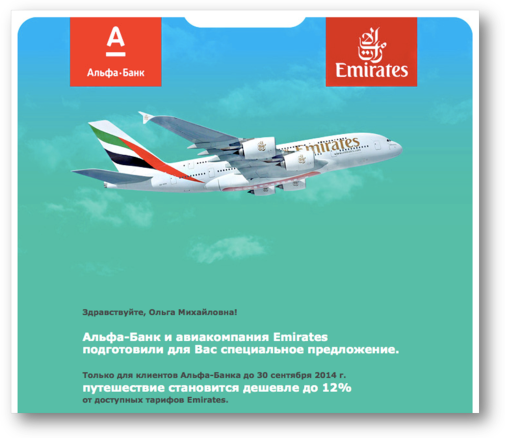 А
Альфа·Банк
Emirates
Emirates
Здравствуйте, Ольга Михайловна!
Альфа-Банк и авиакомпания Emirates
подготовили для Вас специальное предложение.
Только для клиентов Альфа-Банка до 30 сентября 2014 г.
путешествие становится дешевле до 12%
от доступных тарифов Emirates.